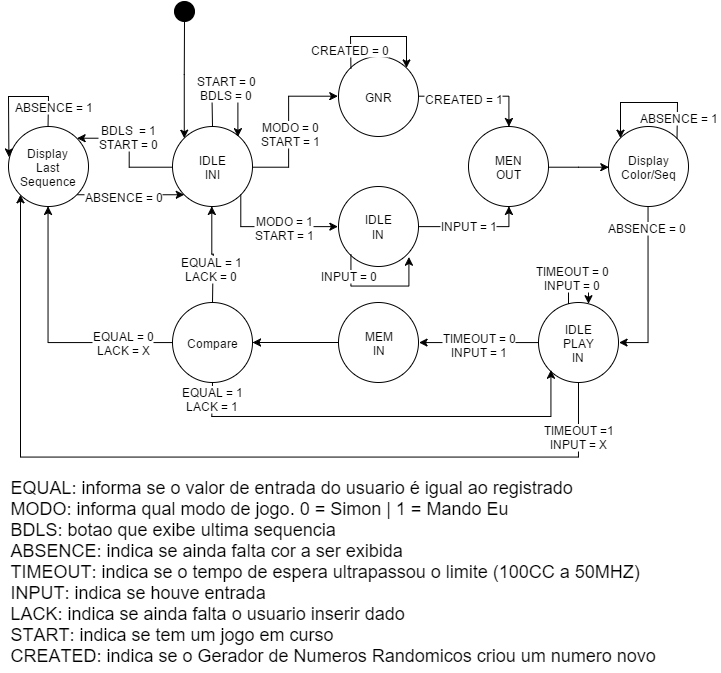 CREATED = 0
START = 0
BDLS = 0
GNR
CREATED = 1
ABSENCE = 1
BDLS = 1
START = 0
MODO = 0
START = 1
ABSENCE = 1
Display
Last
Sequence
IDLE
INI
MEN
OUT
Display
Color/Seq
ABSENCE = 0
MODO = 1
START = 1
IDLE
IN
INPUT = 1
ABSENCE = 0
EQUAL = 1
LACK = 0
INPUT = 0
TIMEOUT = 0
INPUT = 0
EQUAL = 0
LACK = X
Compare
MEM
IN
TIMEOUT = 0
INPUT = 1
IDLE
PLAY
IN
EQUAL = 1
LACK = 1
TIMEOUT =1
INPUT = X
EQUAL: informa se o valor de entrada do usuario é igual ao registrado
MODO: informa qual modo de jogo. 0 = Simon | 1 = Mando Eu
BDLS: botao que exibe ultima sequencia
ABSENCE: indica se ainda falta cor a ser exibida
TIMEOUT: indica se o tempo de espera ultrapassou o limite (100CC a 50MHZ)
INPUT: indica se houve entrada
LACK: indica se ainda falta o usuario inserir dado
START: indica se tem um jogo em curso
CREATED: indica se o Gerador de Numeros Randomicos criou um numero novo